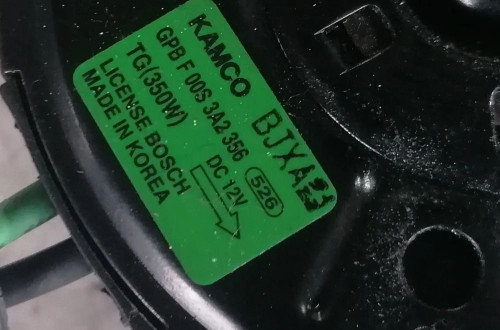 KAMCO
GPB F 00S 3A2 356
TG(350W) DC 12V
LICENSE BOSCH
MADE IN KOREA
526
BJXA